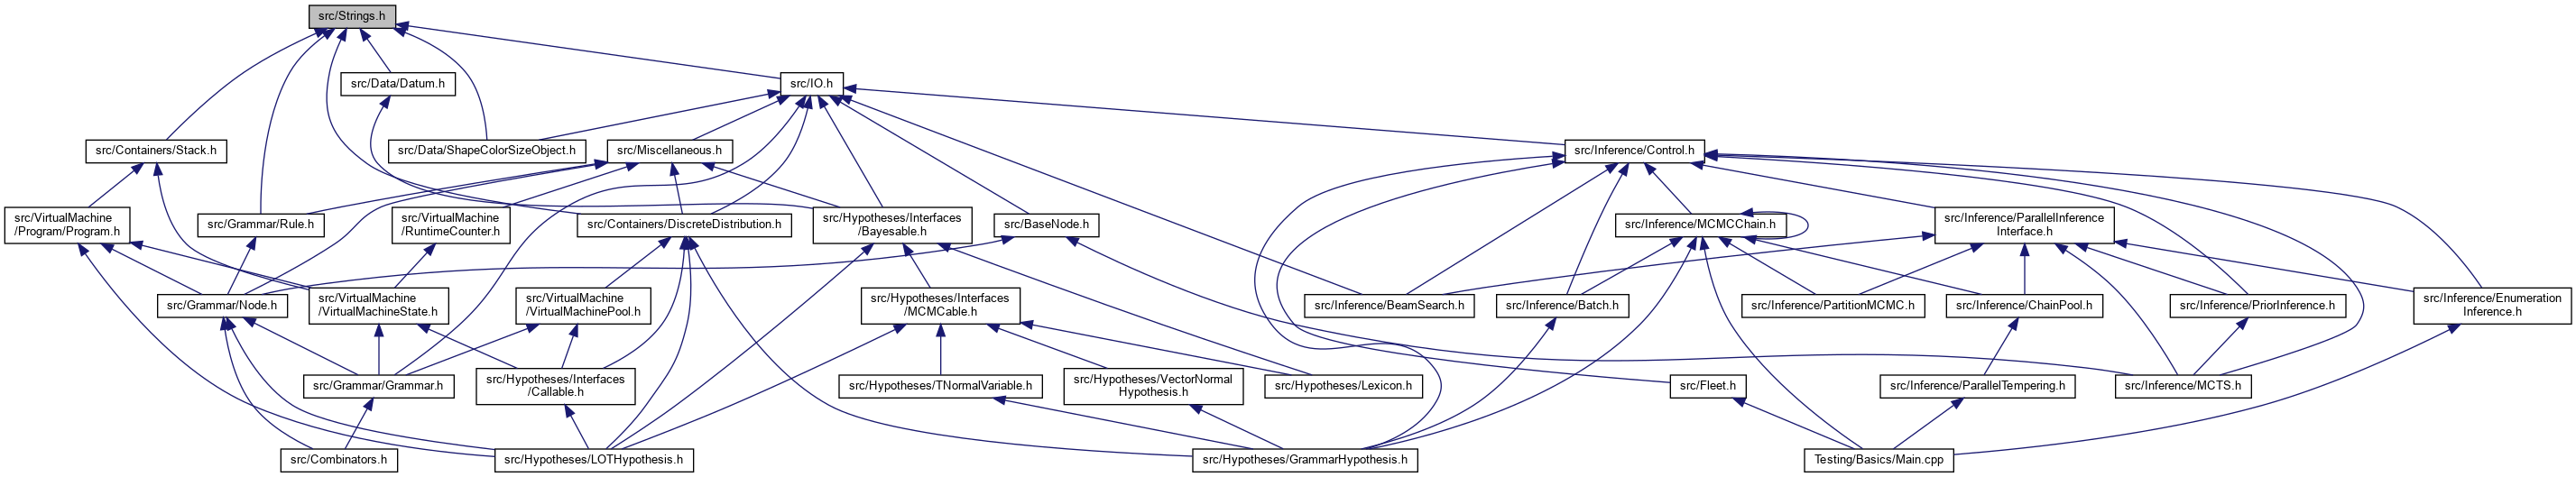 src/Strings.h
src/Data/Datum.h
src/IO.h
src/Containers/Stack.h
src/Data/ShapeColorSizeObject.h
src/Miscellaneous.h
src/Inference/Control.h
src/VirtualMachine
/Program/Program.h
src/Grammar/Rule.h
src/VirtualMachine
/RuntimeCounter.h
src/Containers/DiscreteDistribution.h
src/Hypotheses/Interfaces
/Bayesable.h
src/BaseNode.h
src/Inference/MCMCChain.h
src/Inference/ParallelInference
Interface.h
src/Grammar/Node.h
src/VirtualMachine
/VirtualMachineState.h
src/VirtualMachine
/VirtualMachinePool.h
src/Hypotheses/Interfaces
/MCMCable.h
src/Inference/BeamSearch.h
src/Inference/Batch.h
src/Inference/PartitionMCMC.h
src/Inference/ChainPool.h
src/Inference/PriorInference.h
src/Inference/Enumeration
Inference.h
src/Grammar/Grammar.h
src/Hypotheses/Interfaces
/Callable.h
src/Hypotheses/TNormalVariable.h
src/Hypotheses/VectorNormal
Hypothesis.h
src/Hypotheses/Lexicon.h
src/Fleet.h
src/Inference/ParallelTempering.h
src/Inference/MCTS.h
src/Combinators.h
src/Hypotheses/LOTHypothesis.h
src/Hypotheses/GrammarHypothesis.h
Testing/Basics/Main.cpp